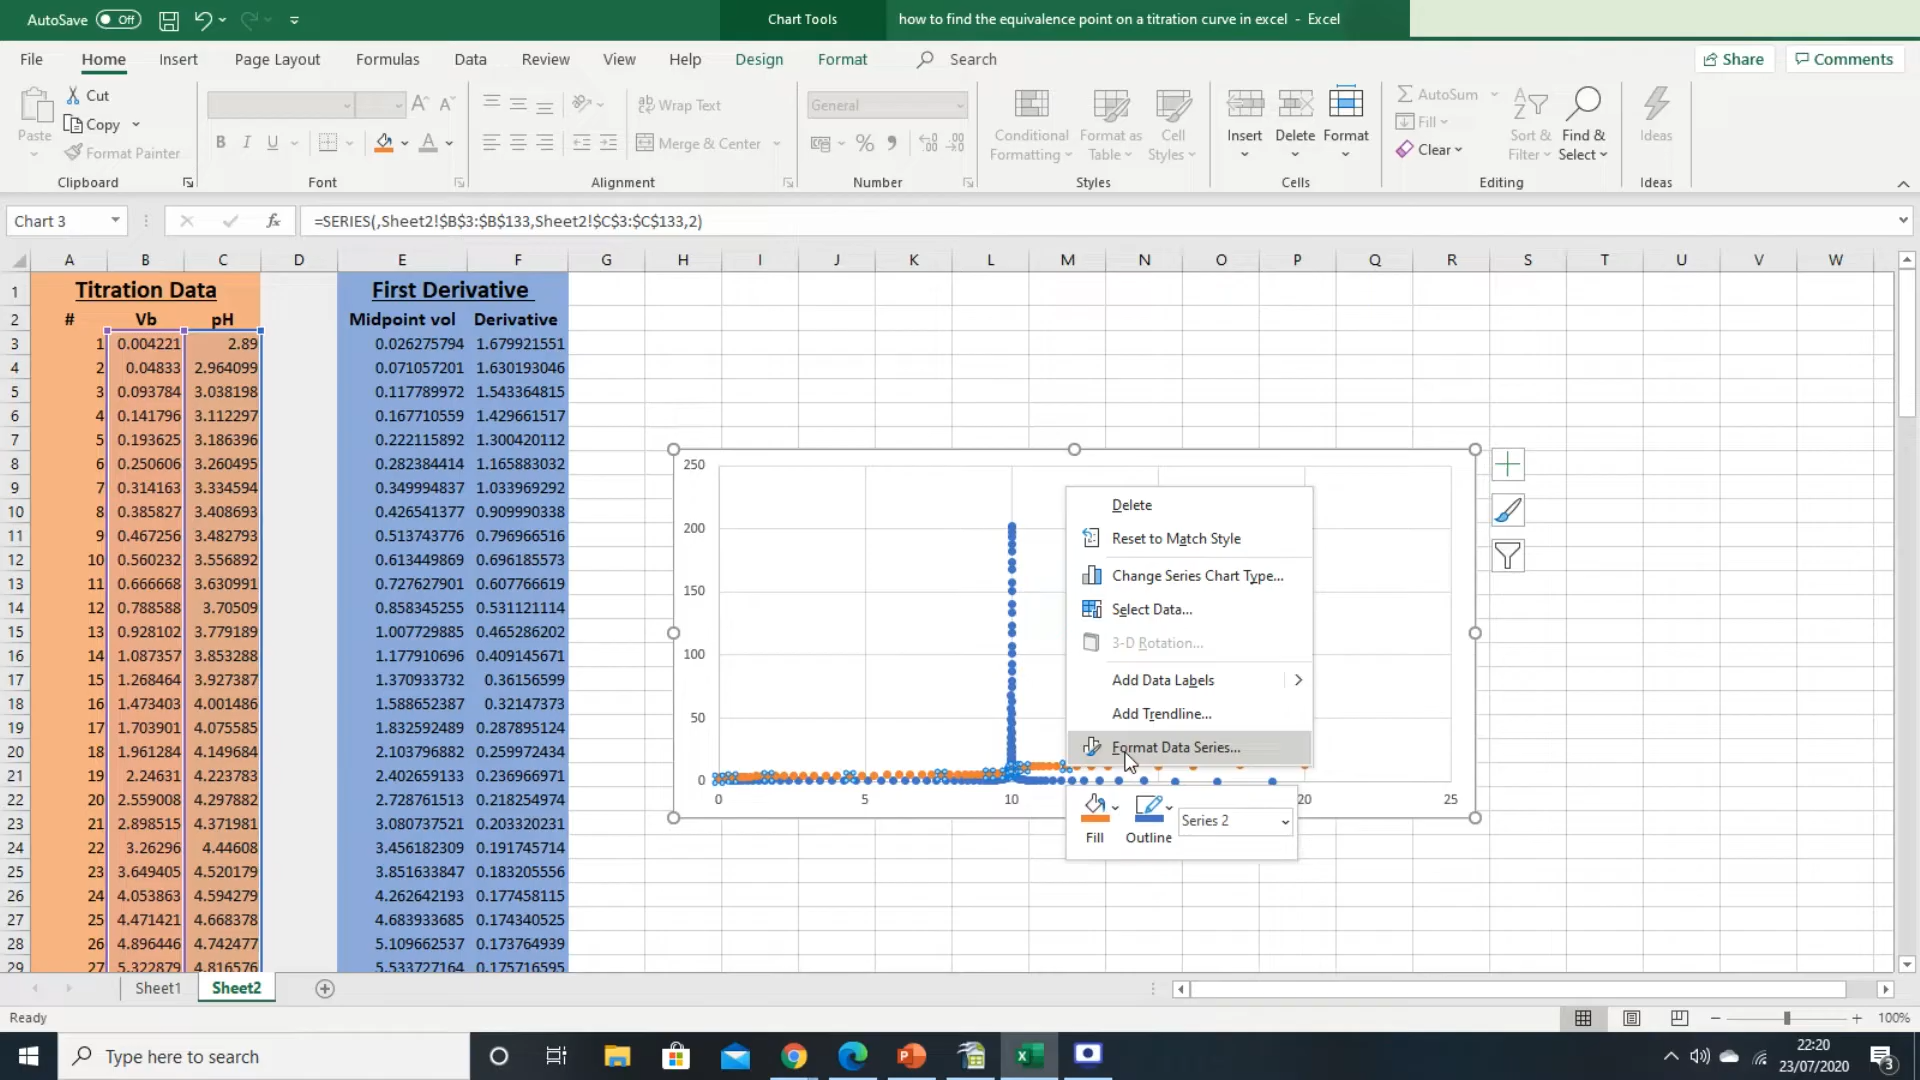 AutoSave Off Chart Tools how to find the equivalence point on a titration curve in excel - Excel
File Home Insert Page Layout Formulas Data Review View Help Design Format Search Share Comments
Paste Cut Copy Format Painter Clipboard
B I U A A A Font
ab Wrap Text Merge & Center Alignment
General % Number
Conditional Formatting Format as Table Cell Styles Styles
Insert Delete Format Cells
AutoSum Fill Clear Sort & Filter Find & Select Editing
Ideas Ideas
Chart 3 fx =SERIES(,Sheet2!$B$3:$B$133,Sheet2!$C$3:$C$133,2)
A B C D E F G H I J K L M N O P Q R S T U V W
1 Titration Data First Derivative
2 # Vb pH Midpoint vol Derivative
3 1 0.004221 2.89 0.026275794 1.679921551
4 2 0.04833 2.964099 0.071057201 1.630193046
5 3 0.093784 3.038198 0.117789972 1.543364815
6 4 0.141796 3.112297 0.167710559 1.429661517
7 5 0.193625 3.186396 0.222115892 1.300420112
8 6 0.250606 3.260495 0.282384414 1.165883032
9 7 0.314163 3.334594 0.349994837 1.033969292
10 8 0.385827 3.408693 0.426541377 0.909990338
11 9 0.467256 3.482793 0.513743776 0.796966516
12 10 0.560232 3.556892 0.613449869 0.696185573
13 11 0.666668 3.630991 0.727627901 0.607766619
14 12 0.788588 3.70509 0.858345255 0.531121114
15 13 0.928102 3.779189 1.007729885 0.465286202
16 14 1.087357 3.853288 1.177910696 0.409145671
17 15 1.268464 3.927387 1.370933732 0.36156599
18 16 1.473403 4.001486 1.588652387 0.32147373
19 17 1.703901 4.075585 1.832592489 0.287895124
20 18 1.961284 4.149684 2.103796882 0.259972434
21 19 2.24631 4.223783 2.402659133 0.236966971
22 20 2.559008 4.297882 2.728761513 0.218254974
23 21 2.898515 4.371981 3.080737521 0.203320231
24 22 3.26296 4.44608 3.456182309 0.191745714
25 23 3.649405 4.520179 3.851633847 0.183205556
26 24 4.053863 4.594279 4.262642193 0.177458115
27 25 4.471421 4.668378 4.683933685 0.174340525
28 26 4.896446 4.742477 5.109662537 0.173764939
29 27 5.322879 4.816576 5.533727164 0.175716595
250
200
150
100
50
0
0 5 10 20 25
Delete
Reset to Match Style
Change Series Chart Type...
Select Data...
3-D Rotation...
Add Data Labels
Add Trendline...
Format Data Series...
Fill Outline Series 2
Sheet1 Sheet2
Ready 100%
Type here to search 22:20
23/07/2020 3